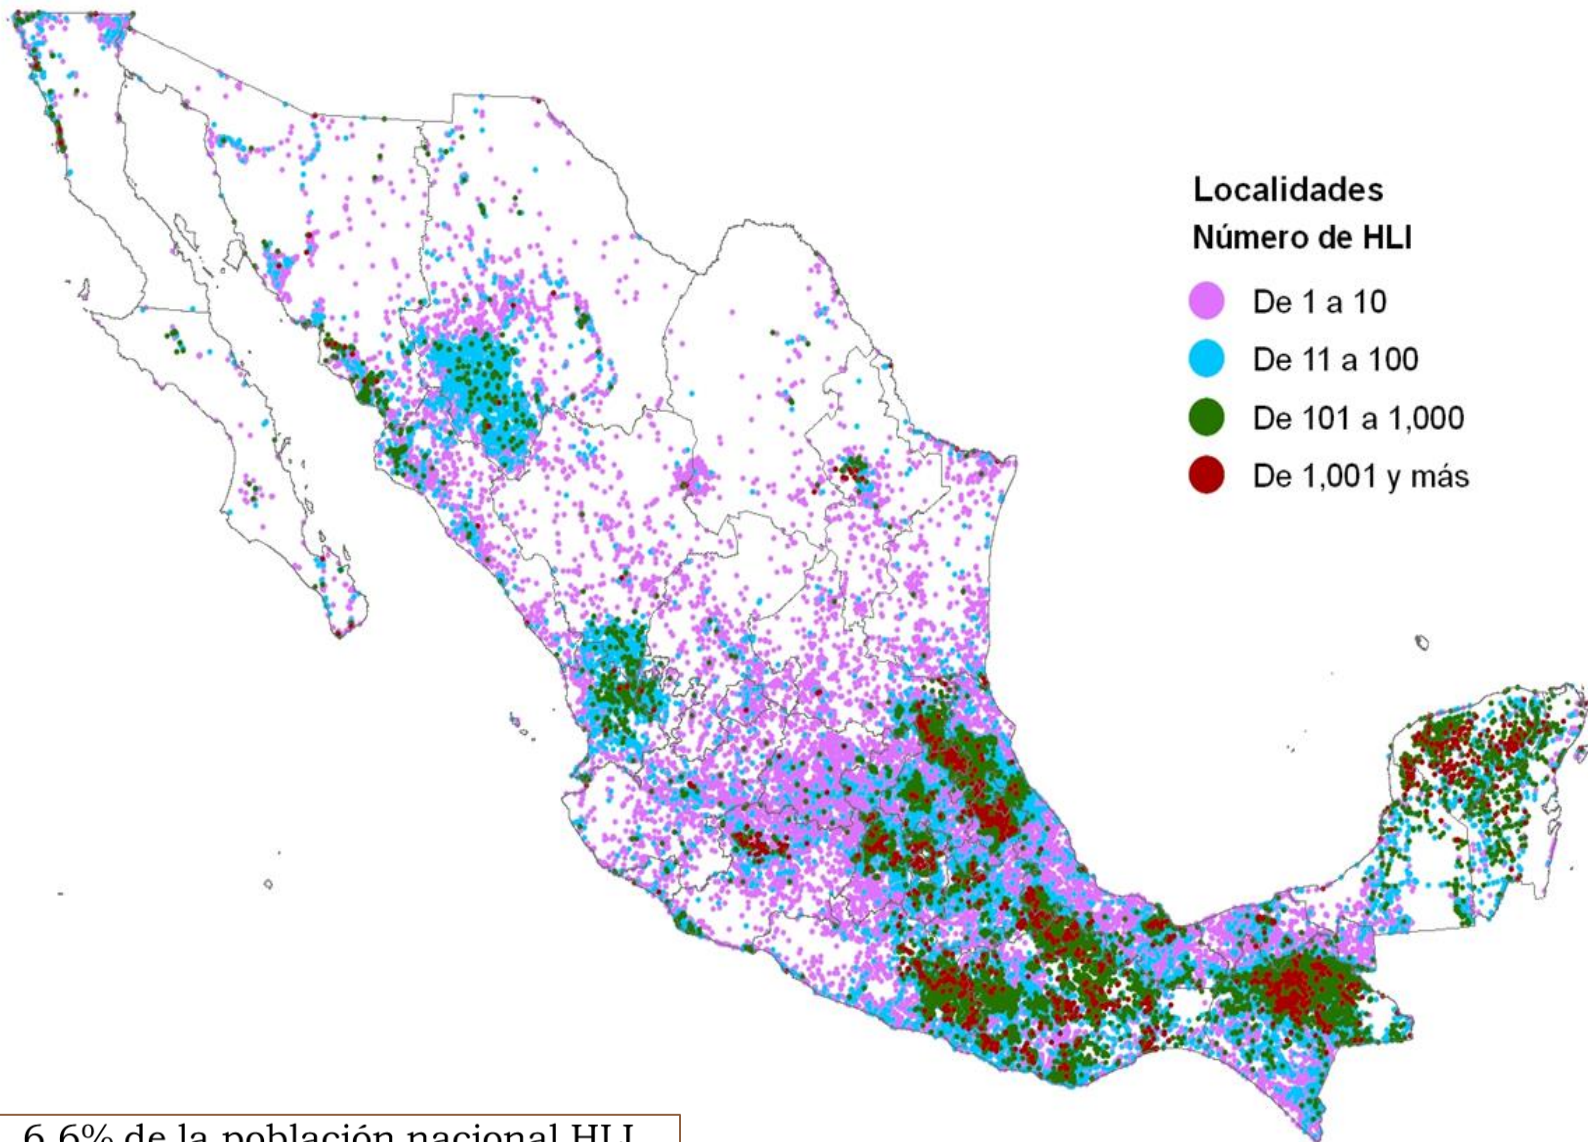 Localidades
Número de HLI
De 1 a 10
De 11 a 100
De 101 a 1,000
De 1,001 y más
6.6% de la población nacional HLI